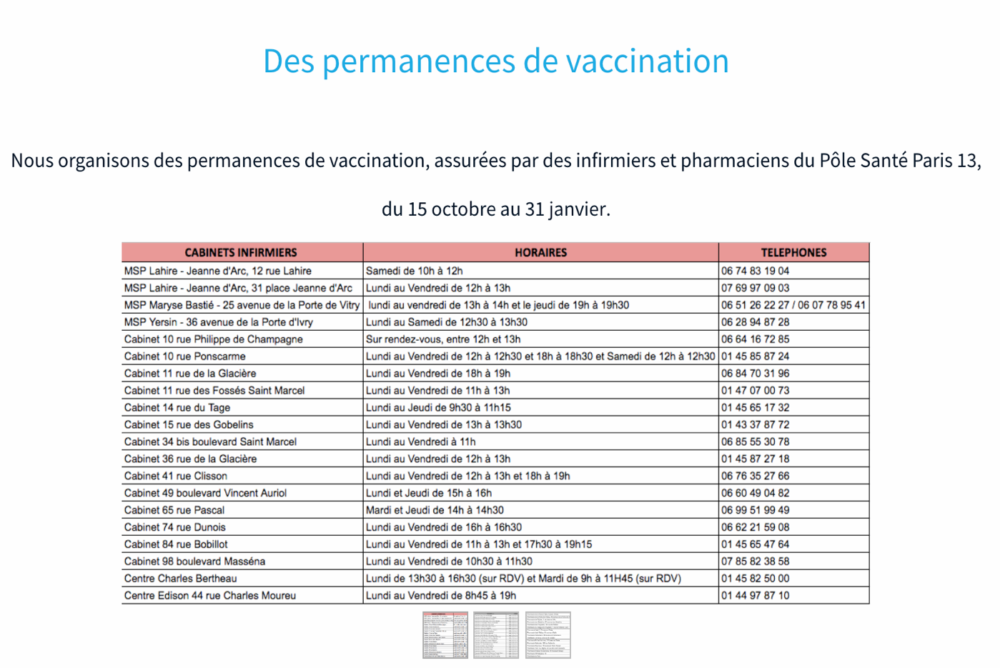 Des permanences de vaccination
Nous organisons des permanences de vaccination, assurées par des infirmiers et pharmaciens du Pôle Santé Paris 13,
du 15 octobre au 31 janvier.
CABINETS INFIRMIERS HORAIRES TELEPHONES
MSP Lahire - Jeanne d'Arc, 12 rue Lahire Samedi de 10h à 12h 06 74 83 19 04
MSP Lahire - Jeanne d'Arc, 31 place Jeanne d'Arc Lundi au Vendredi de 12h à 13h 07 69 97 09 03
MSP Maryse Bastié - 25 avenue de la Porte de Vitry lundi au vendredi de 13h à 14h et le jeudi de 19h à 19h30 06 51 26 22 27 / 06 07 78 95 41
MSP Yersin - 36 avenue de la Porte d'Ivry Lundi au Samedi de 12h30 à 13h30 06 28 94 87 28
Cabinet 10 rue Philippe de Champagne Sur rendez-vous, entre 12h et 13h 06 64 16 72 85
Cabinet 10 rue Ponscarme Lundi au Vendredi de 12h à 12h30 et 18h à 18h30 et Samedi de 12h à 12h30 01 45 85 87 24
Cabinet 11 rue de la Glacière Lundi au Vendredi de 18h à 19h 06 84 70 31 96
Cabinet 11 rue des Fossés Saint Marcel Lundi au Vendredi de 11h à 13h 01 47 07 00 73
Cabinet 14 rue du Tage Lundi au Jeudi de 9h30 à 11h15 01 45 65 17 32
Cabinet 15 rue des Gobelins Lundi au Vendredi de 13h à 13h30 01 43 37 87 72
Cabinet 34 bis boulevard Saint Marcel Lundi au Vendredi à 11h 06 85 55 30 78
Cabinet 36 rue de la Glacière Lundi au Vendredi de 12h à 13h 01 45 87 27 18
Cabinet 41 rue Clisson Lundi au Vendredi de 12h à 13h et 18h à 19h 06 76 35 27 66
Cabinet 49 boulevard Vincent Auriol Lundi et Jeudi de 15h à 16h 06 60 49 04 82
Cabinet 65 rue Pascal Mardi et Jeudi de 14h à 14h30 06 99 51 99 49
Cabinet 74 rue Dunois Lundi au Vendredi de 16h à 16h30 06 62 21 59 08
Cabinet 84 rue Bobillot Lundi au Vendredi de 11h à 13h et 17h30 à 19h15 01 45 65 47 64
Cabinet 98 boulevard Masséna Lundi au Vendredi de 10h30 à 11h30 07 85 82 38 58
Centre Charles Bertheau Lundi de 13h30 à 16h30 (sur RDV) et Mardi de 9h à 11H45 (sur RDV) 01 45 82 50 00
Centre Edison 44 rue Charles Moureu Lundi au Vendredi de 8h45 à 19h 01 44 97 87 10